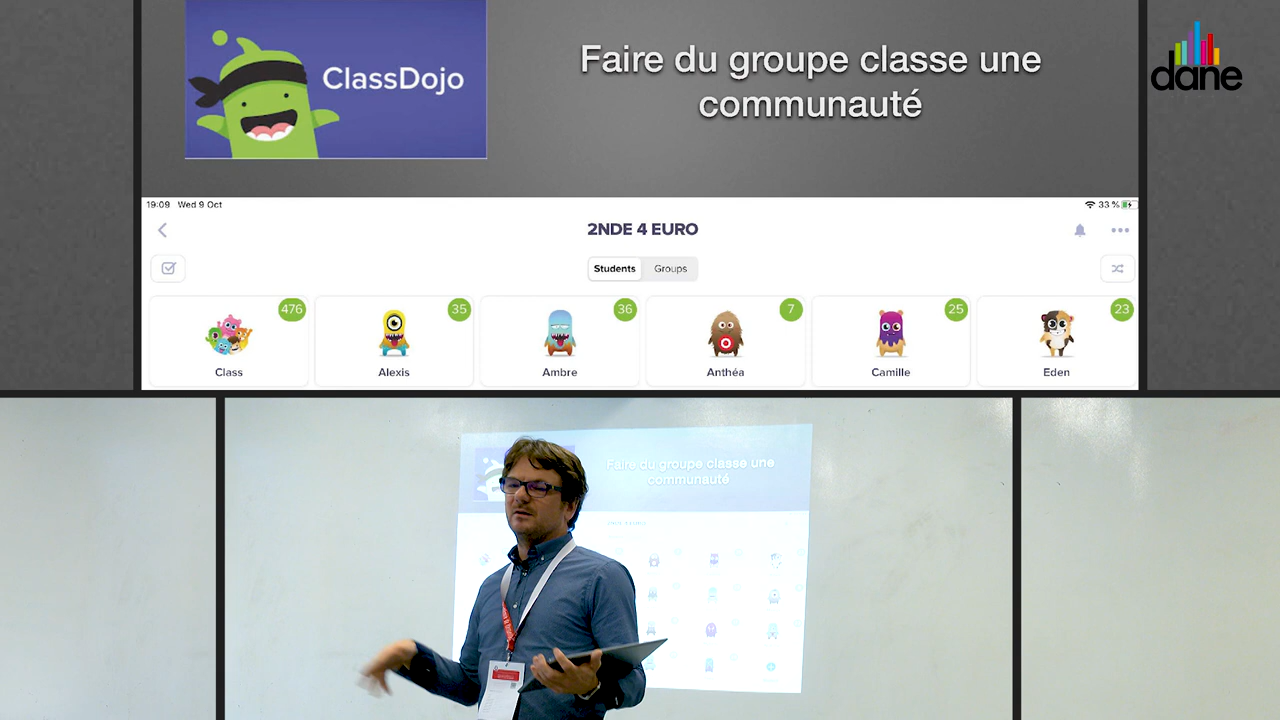 ClassDojo
Faire du groupe classe une
communauté
dane
19:09 Wed 9 Oct
33 %
2NDE 4 EURO
Students
Groups
476
35
36
7
25
23
Class
Alexis
Ambre
Anthéa
Camille
Eden
Faire du groupe classe une
communauté